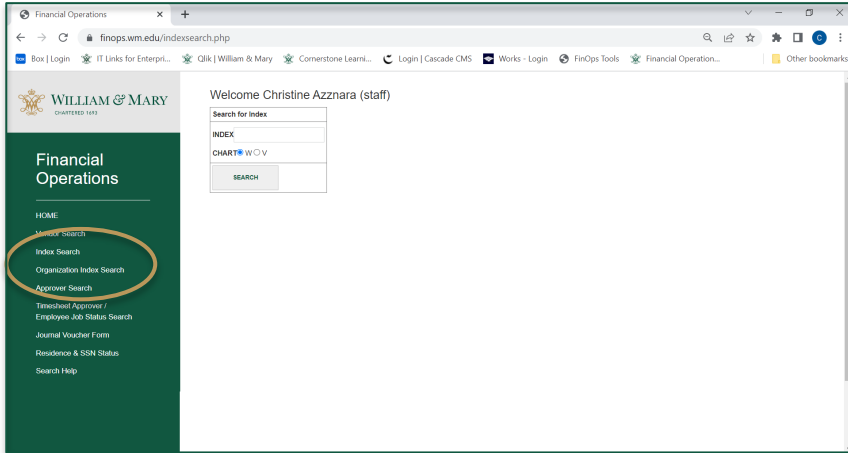 Financial Operations
finops.wm.edu/indexsearch.php
Box | Login
IT Links for Enterpri...
Qlik | William & Mary
Cornerstone Learni...
Login | Cascade CMS
Works - Login
FinOps Tools
Financial Operation...
Other bookmarks
WILLIAM & MARY
CHARTERED 1693
Welcome Christine Azznara (staff)
Search for Index
INDEX
CHART W V
SEARCH
Financial
Operations
HOME
Vendor Search
Index Search
Organization Index Search
Approver Search
Timesheet Approver /
Employee Job Status Search
Journal Voucher Form
Residence & SSN Status
Search Help